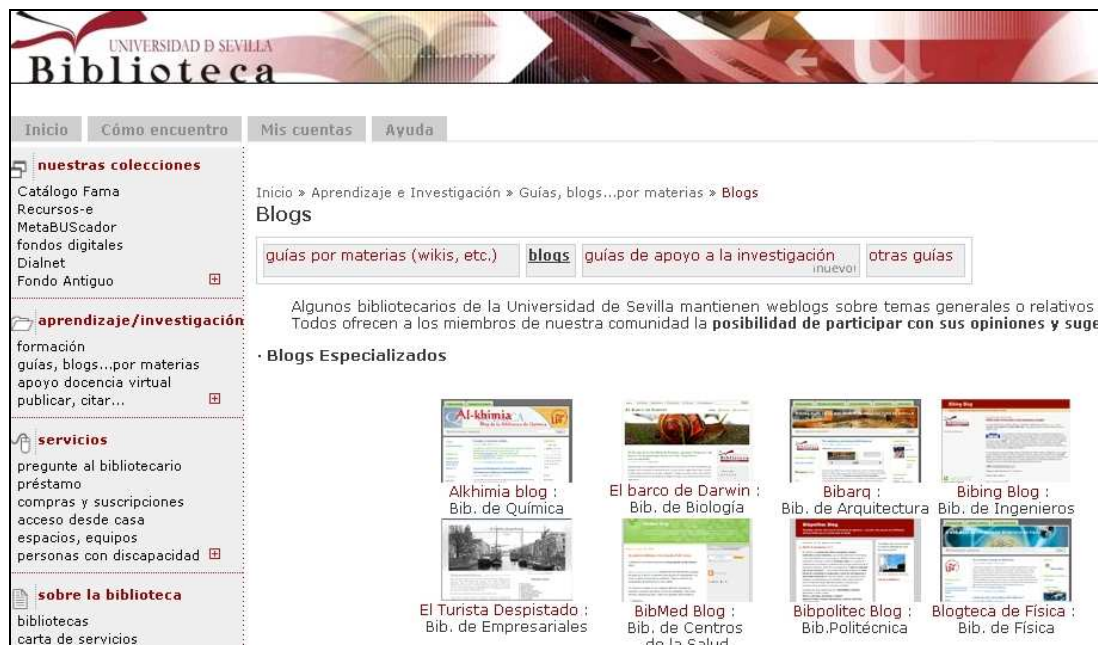 UNIVERSIDAD D SEVILLA
Biblioteca
Inicio
Cómo encuentro
Mis cuentas
Ayuda
nuestras colecciones
Catálogo Fama
Recursos-e
MetaBUScador
fondos digitales
Dialnet
Fondo Antiguo
aprendizaje/investigación
formación
guías, blogs...por materias
apoyo docencia virtual
publicar, citar...
servicios
pregunte al bibliotecario
préstamo
compras y suscripciones
acceso desde casa
espacios, equipos
personas con discapacidad
sobre la biblioteca
bibliotecas
carta de servicios
Inicio » Aprendizaje e Investigación » Guías, blogs...por materias » Blogs
Blogs
guías por materias (wikis, etc.)
blogs
guías de apoyo a la investigación
¡nuevo!
otras guías
Algunos bibliotecarios de la Universidad de Sevilla mantienen weblogs sobre temas generales o relativos
Todos ofrecen a los miembros de nuestra comunidad la posibilidad de participar con sus opiniones y suge
· Blogs Especializados
Al-khimia
Alkhimia blog :
Bib. de Química
El barco de Darwin :
Bib. de Biología
Bibarq :
Bib. de Arquitectura
Bibing Blog :
Bib. de Ingenieros
El Turista Despistado :
Bib. de Empresariales
BibMed Blog :
Bib. de Centros
de la Salud
Bibpolitec Blog :
Bib.Politécnica
Blogteca de Física :
Bib. de Física